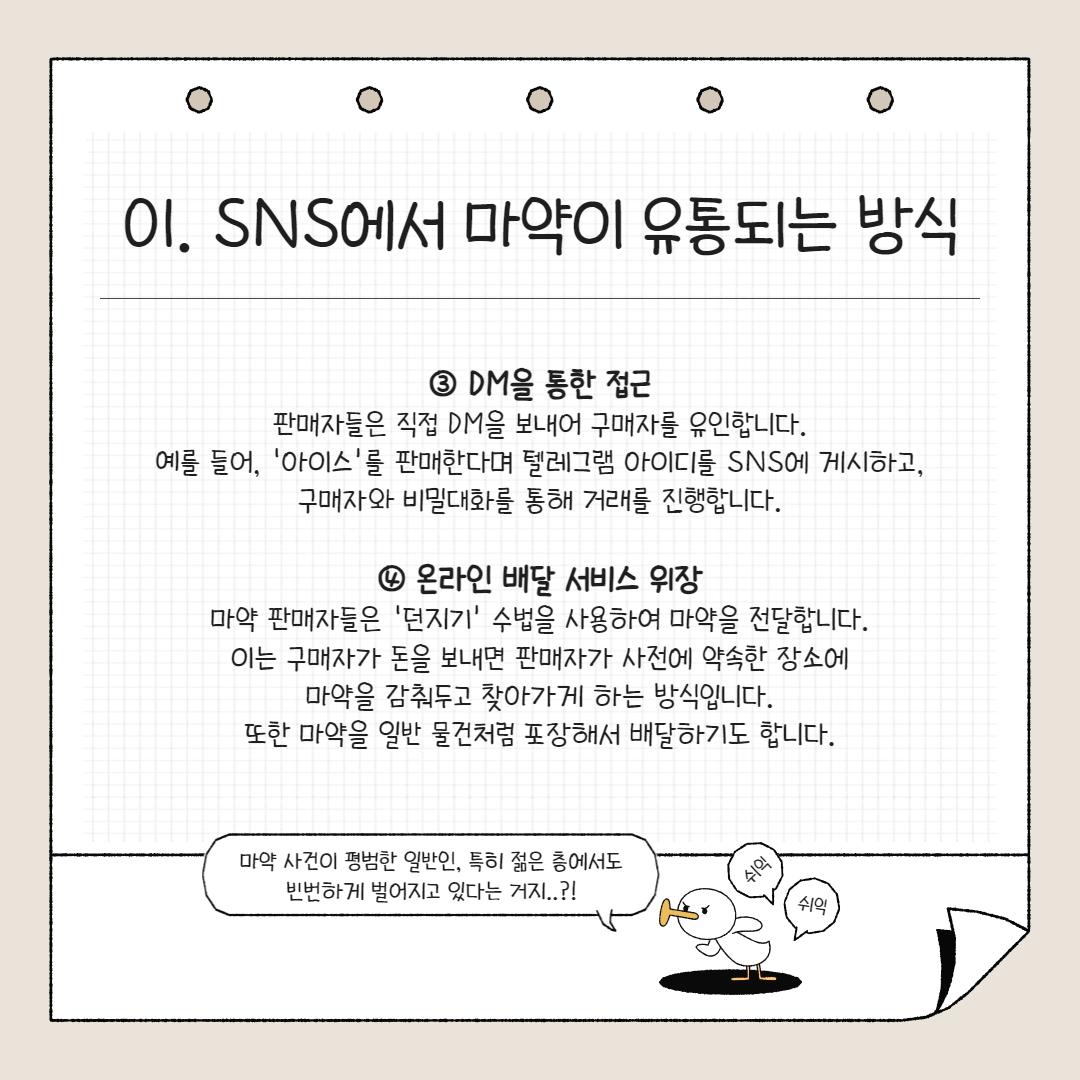 01. SNS에서 마약이 유통되는 방식
③ DM을 통한 접근
판매자들은 직접 DM을 보내어 구매자를 유인합니다.
예를 들어, '아이스'를 판매한다며 텔레그램 아이디를 SNS에 게시하고,
구매자와 비밀대화를 통해 거래를 진행합니다.
④ 온라인 배달 서비스 위장
마약 판매자들은 '던지기' 수법을 사용하여 마약을 전달합니다.
이는 구매자가 돈을 보내면 판매자가 사전에 약속한 장소에
마약을 감춰두고 찾아가게 하는 방식입니다.
또한 마약을 일반 물건처럼 포장해서 배달하기도 합니다.
마약 사건이 평범한 일반인, 특히 젊은 층에서도
빈번하게 벌어지고 있다는 거지..?!
쉬익
쉬익